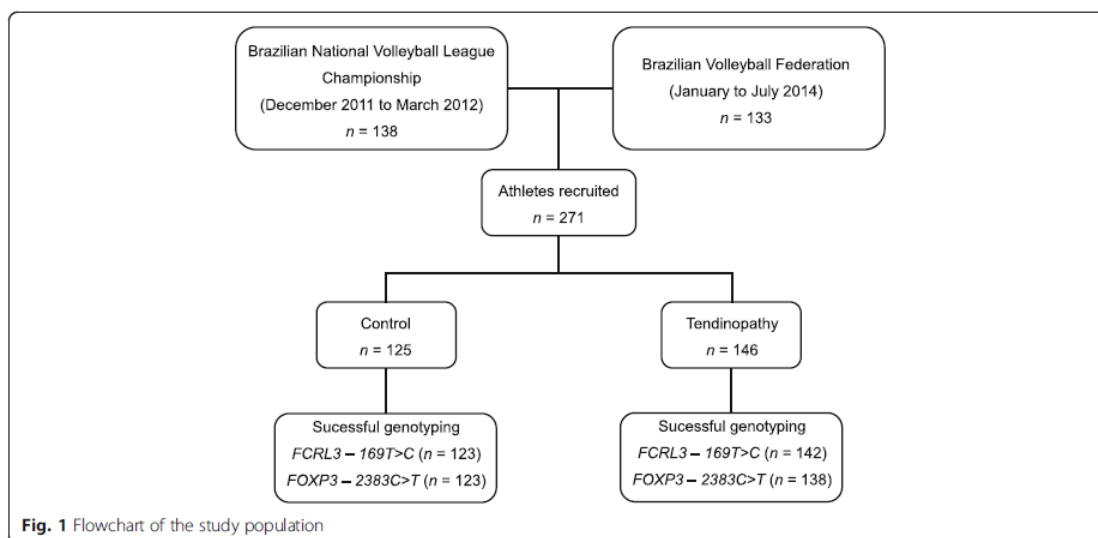 Brazilian National Volleyball League
Championship
(December 2011 to March 2012)
n = 138
Brazilian Volleyball Federation
(January to July 2014)
n = 133
Athletes recruited
n = 271
Control
n = 125
Tendinopathy
n = 146
Sucessful genotyping
FCRL3 – 169T>C (n = 123)
FOXP3 – 2383C>T (n = 123)
Sucessful genotyping
FCRL3 – 169T>C (n = 142)
FOXP3 – 2383C>T (n = 138)
Fig. 1 Flowchart of the study population